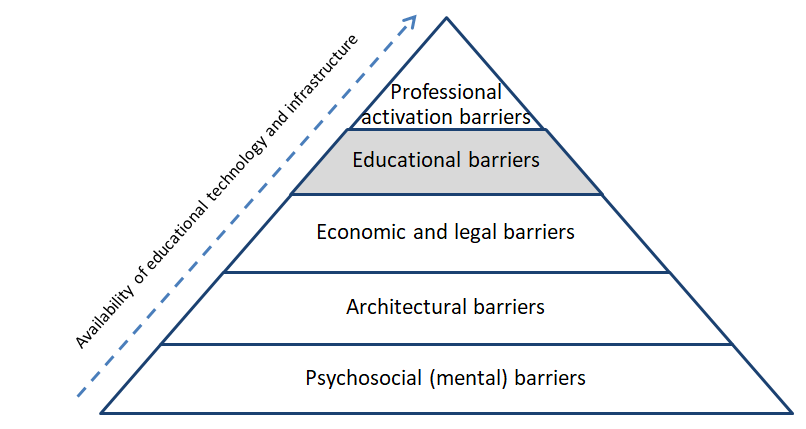 Availability of educational technology and infrastructure
Professional
activation barriers
Educational barriers
Economic and legal barriers
Architectural barriers
Psychosocial (mental) barriers